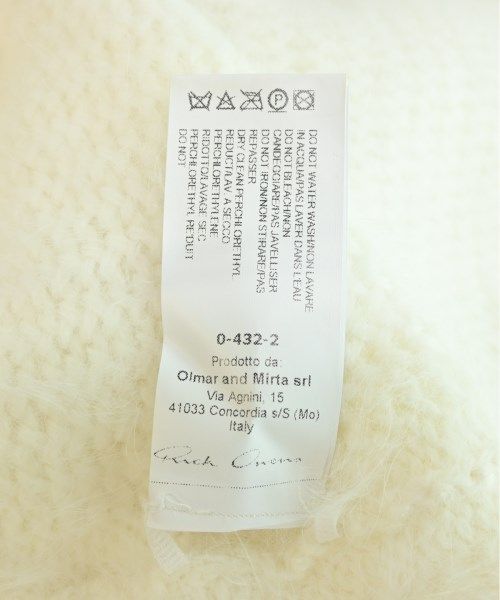 DO NOT WATER WASH/NON LAVARE
IN ACQUA/PAS LAVER DANS L'EAU
DO NOT BLEACH/NON
CANDEGGIARE/PAS JAVELLISER
DO NOT IRON/NON STIRARE/PAS
REPASSER
DRY CLEAN PERCHLORETHYL
REDUCT/LAV. A SECCO
PERCHLORETHYLENE
RIDOTTO/LAVAGE SEC
PERCHLORETHYL REDUIT
DO NOT
P
0-432-2
Prodotto da:
Olmar and Mirta srl
Via Agnini, 15
41033 Concordia s/S (Mo)
Italy
Rick Owens